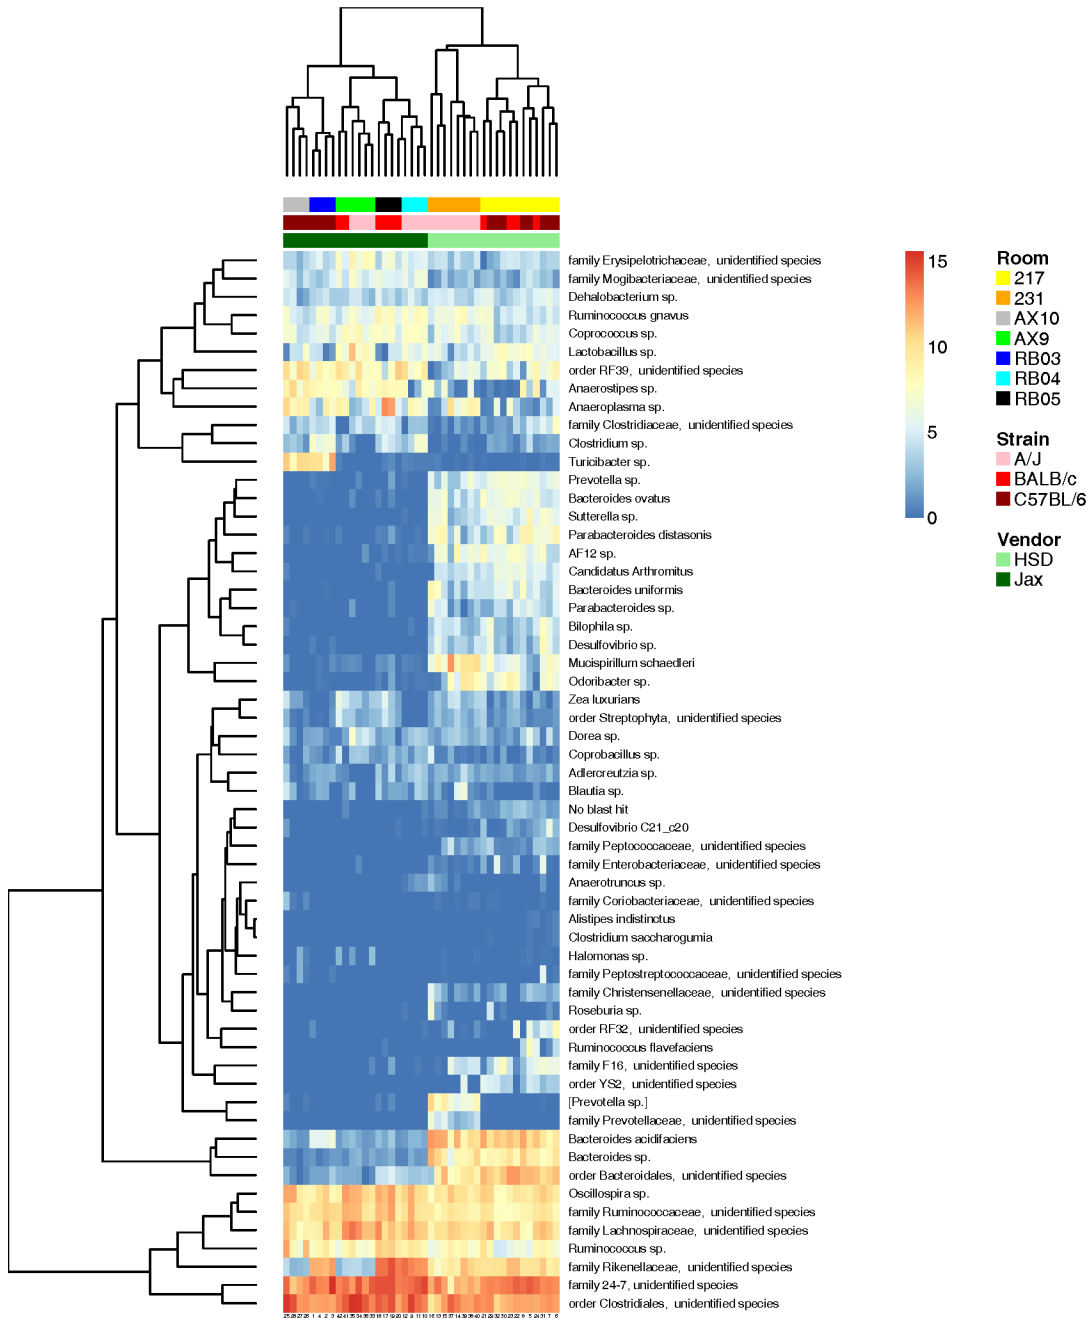 family Erysipelotrichaceae, unidentified species
family Mogibacteriaceae, unidentified species
Dehalobacterium sp.
Ruminococcus gnavus
Coprococcus sp.
Lactobacillus sp.
order RF39, unidentified species
Anaerostipes sp.
Anaeroplasma sp.
family Clostridiaceae, unidentified species
Clostridium sp.
Turicibacter sp.
Prevotella sp.
Bacteroides ovatus
Sutterella sp.
Parabacteroides distasonis
AF12 sp.
Candidatus Arthromitus
Bacteroides uniformis
Parabacteroides sp.
Bilophila sp.
Desulfovibrio sp.
Mucispirillum schaedleri
Odoribacter sp.
Zea luxurians
order Streptophyta, unidentified species
Dorea sp.
Coprobacillus sp.
Adlercreutzia sp.
Blautia sp.
No blast hit
Desulfovibrio C21_c20
family Peptococcaceae, unidentified species
family Enterobacteriaceae, unidentified species
Anaerotruncus sp.
family Coriobacteriaceae, unidentified species
Alistipes indistinctus
Clostridium saccharogumia
Halomonas sp.
family Peptostreptococcaceae, unidentified species
family Christensenellaceae, unidentified species
Roseburia sp.
order RF32, unidentified species
Ruminococcus flavefaciens
family F16, unidentified species
order YS2, unidentified species
[Prevotella sp.]
family Prevotellaceae, unidentified species
Bacteroides acidifaciens
Bacteroides sp.
order Bacteroidales, unidentified species
Oscillospira sp.
family Ruminococcaceae, unidentified species
family Lachnospiraceae, unidentified species
Ruminococcus sp.
family Rikenellaceae, unidentified species
family 24-7, unidentified species
order Clostridiales, unidentified species
15
10
5
0
Room
217
231
AX10
AX9
RB03
RB04
RB05
Strain
A/J
BALB/c
C57BL/6
Vendor
HSD
Jax